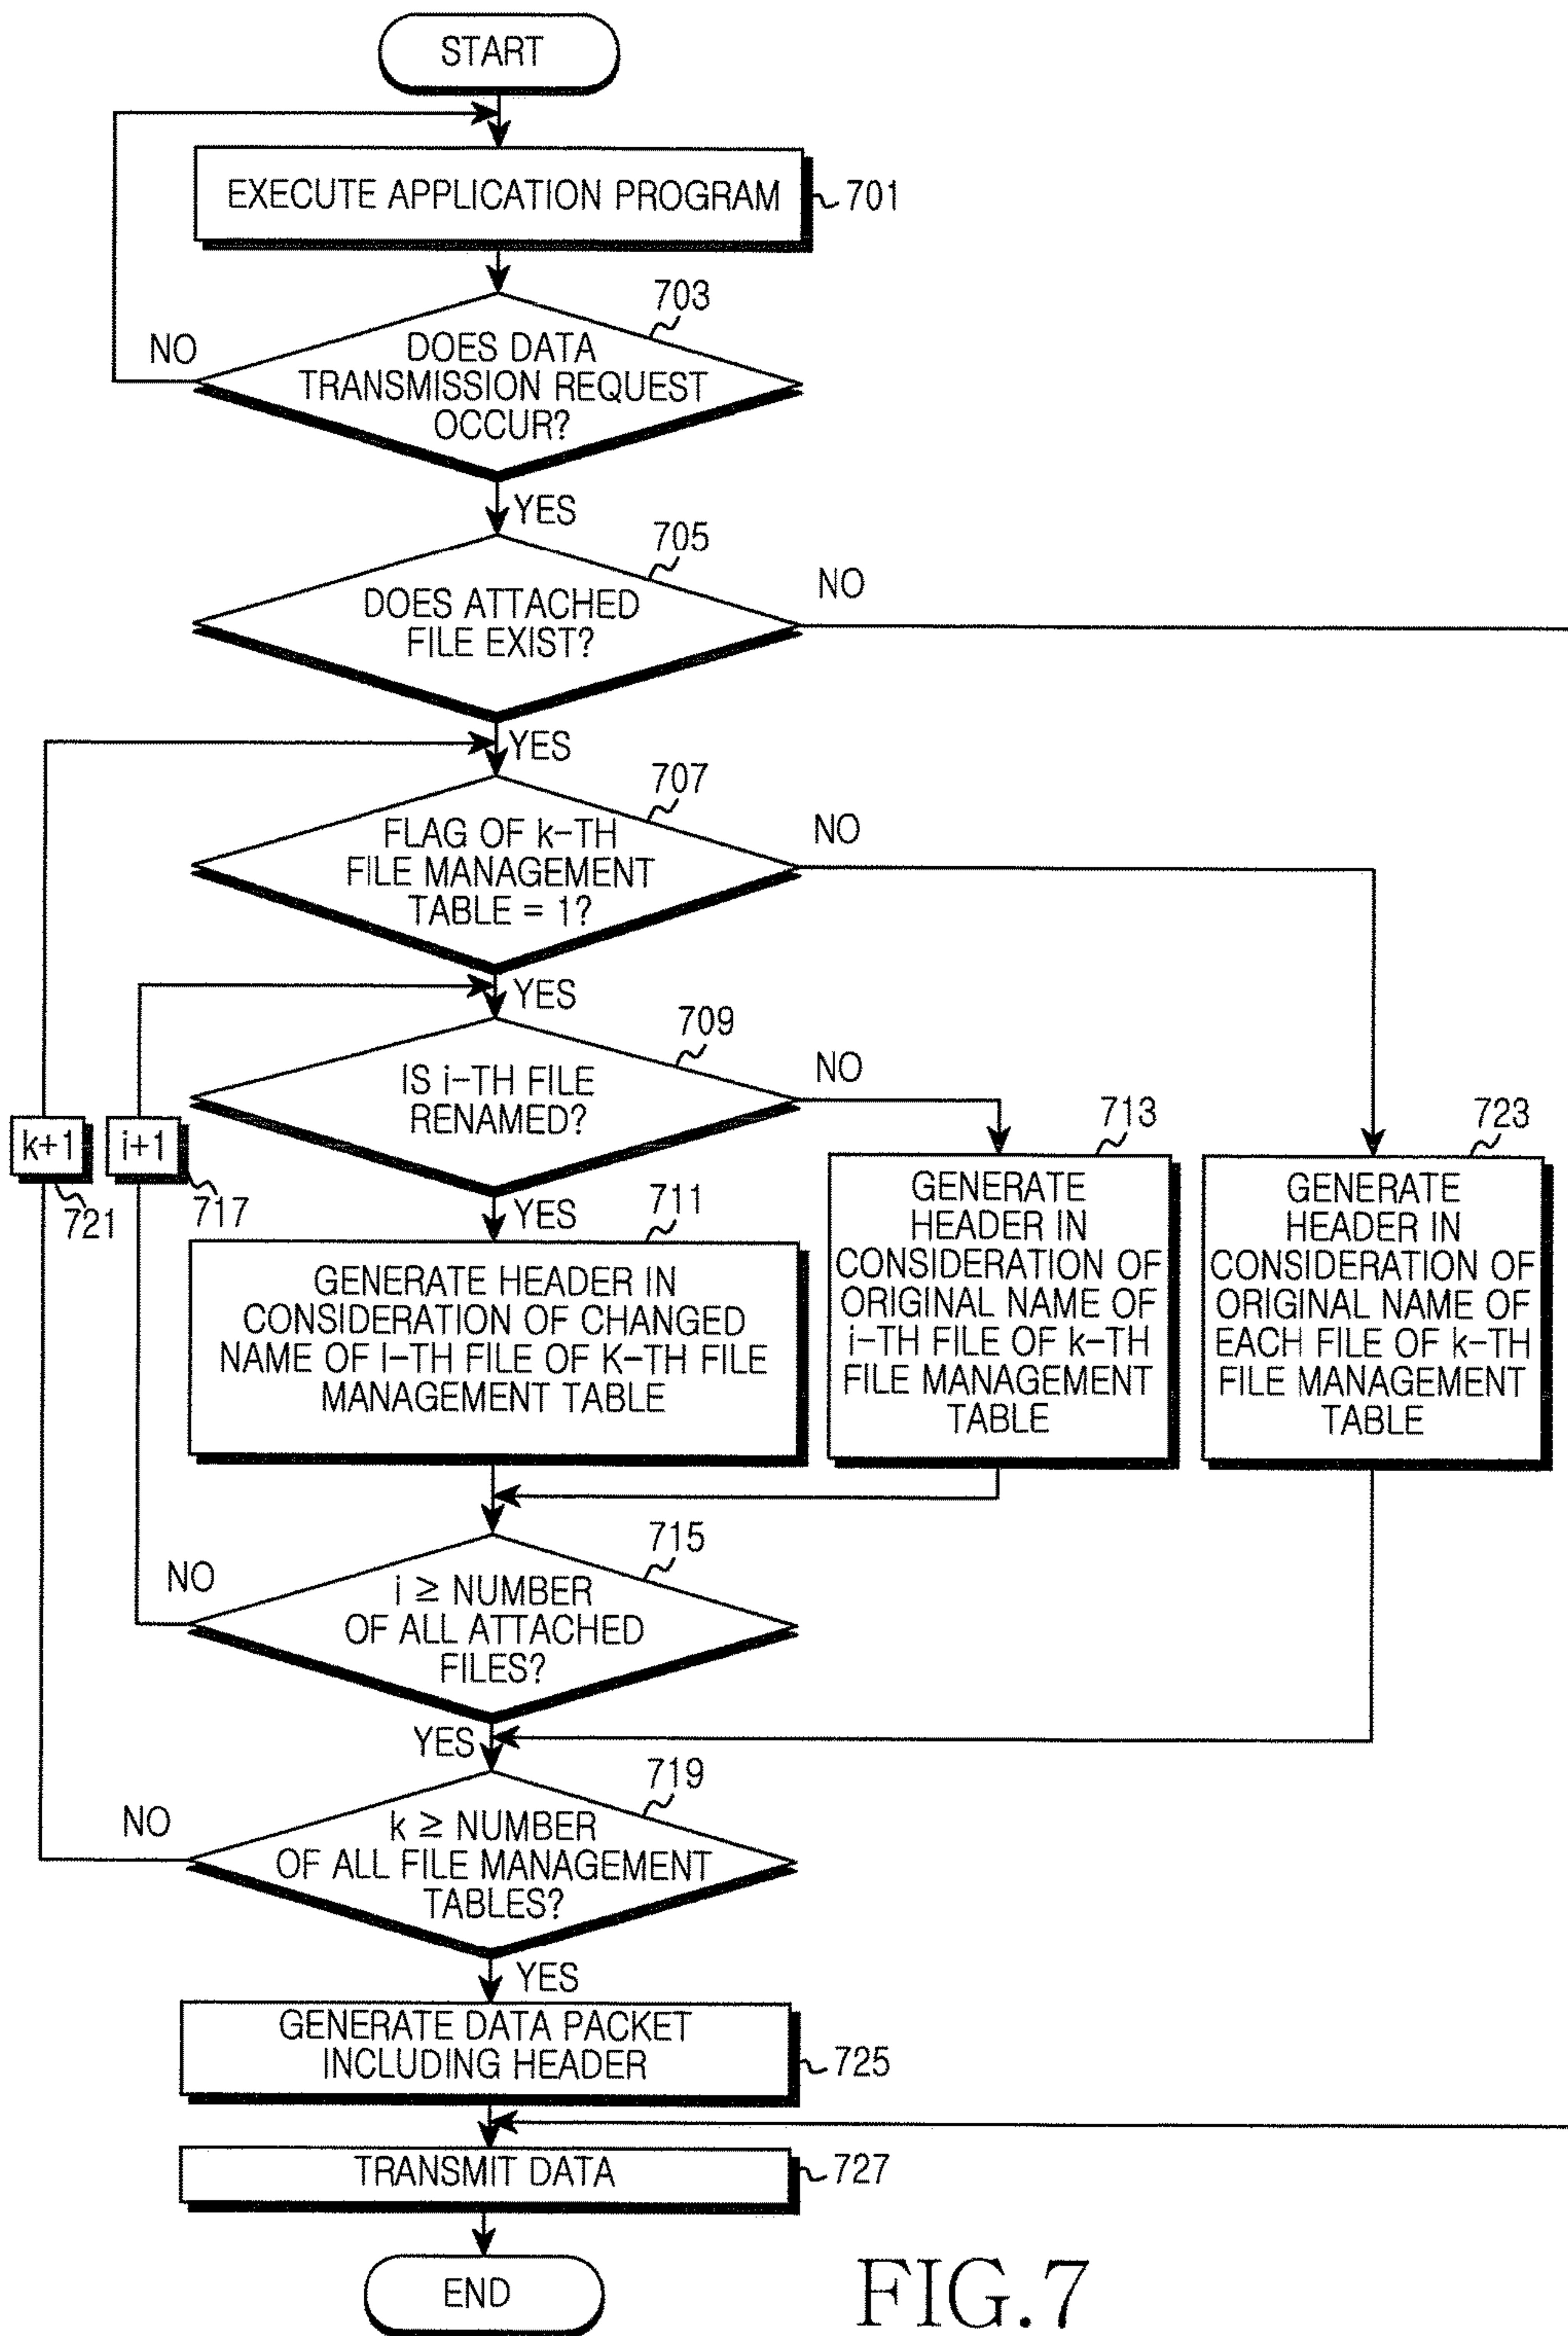 START
EXECUTE APPLICATION PROGRAM
701
703
NO
DOES DATA
TRANSMISSION REQUEST
OCCUR?
YES
705
NO
DOES ATTACHED
FILE EXIST?
YES
707
NO
FLAG OF k-TH
FILE MANAGEMENT
TABLE = 1?
YES
709
NO
IS i-TH FILE
RENAMED?
k+1
i+1
721
717
YES
711
713
723
GENERATE HEADER IN
CONSIDERATION OF CHANGED
NAME OF I-TH FILE OF K-TH FILE
MANAGEMENT TABLE
GENERATE
HEADER IN
CONSIDERATION OF
ORIGINAL NAME OF
i-TH FILE OF k-TH
FILE MANAGEMENT
TABLE
GENERATE
HEADER IN
CONSIDERATION OF
ORIGINAL NAME OF
EACH FILE OF k-TH
FILE MANAGEMENT
TABLE
715
NO
i ≥ NUMBER
OF ALL ATTACHED
FILES?
YES
719
NO
k ≥ NUMBER
OF ALL FILE MANAGEMENT
TABLES?
YES
GENERATE DATA PACKET
INCLUDING HEADER
725
TRANSMIT DATA
727
END
FIG.7